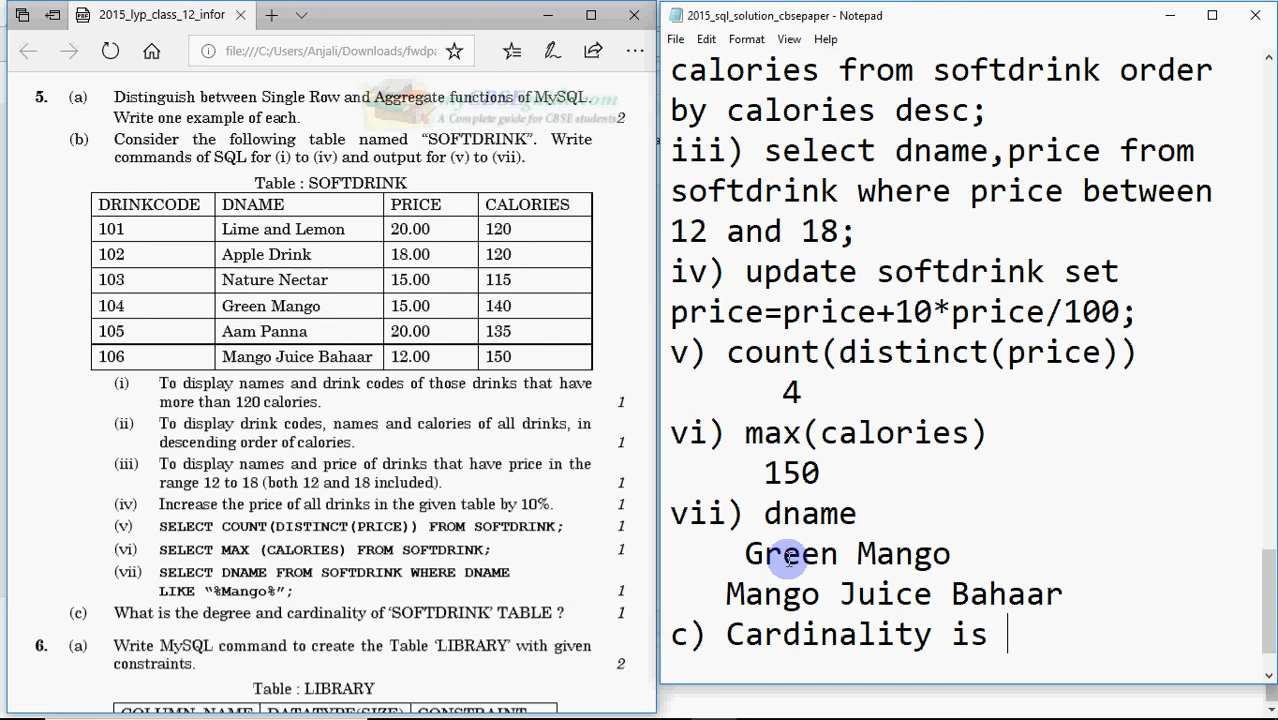 2015_lyp_class_12_infor
file:///C:/Users/Anjali/Downloads/fwdpa
5. (a) Distinguish between Single Row and Aggregate functions of MySQL.
Write one example of each. 2
(b) Consider the following table named “SOFTDRINK”. Write
commands of SQL for (i) to (iv) and output for (v) to (vii).
Table : SOFTDRINK
DRINKCODE DNAME PRICE CALORIES
101 Lime and Lemon 20.00 120
102 Apple Drink 18.00 120
103 Nature Nectar 15.00 115
104 Green Mango 15.00 140
105 Aam Panna 20.00 135
106 Mango Juice Bahaar 12.00 150
(i) To display names and drink codes of those drinks that have
more than 120 calories. 1
(ii) To display drink codes, names and calories of all drinks, in
descending order of calories. 1
(iii) To display names and price of drinks that have price in the
range 12 to 18 (both 12 and 18 included). 1
(iv) Increase the price of all drinks in the given table by 10%. 1
(v) SELECT COUNT(DISTINCT(PRICE)) FROM SOFTDRINK; 1
(vi) SELECT MAX (CALORIES) FROM SOFTDRINK; 1
(vii) SELECT DNAME FROM SOFTDRINK WHERE DNAME
LIKE “%Mango%”; 1
(c) What is the degree and cardinality of ‘SOFTDRINK’ TABLE ? 1
6. (a) Write MySQL command to create the Table ‘LIBRARY’ with given
constraints. 2
Table : LIBRARY
COLUMN_NAME DATATYPE(SIZE) CONSTRAINT
myCBSEguide.com
A Complete guide for CBSE students
2015_sql_solution_cbsepaper - Notepad
File Edit Format View Help
calories from softdrink order
by calories desc;
iii) select dname,price from
softdrink where price between
12 and 18;
iv) update softdrink set
price=price+10*price/100;
v) count(distinct(price))
4
vi) max(calories)
150
vii) dname
Green Mango
Mango Juice Bahaar
c) Cardinality is